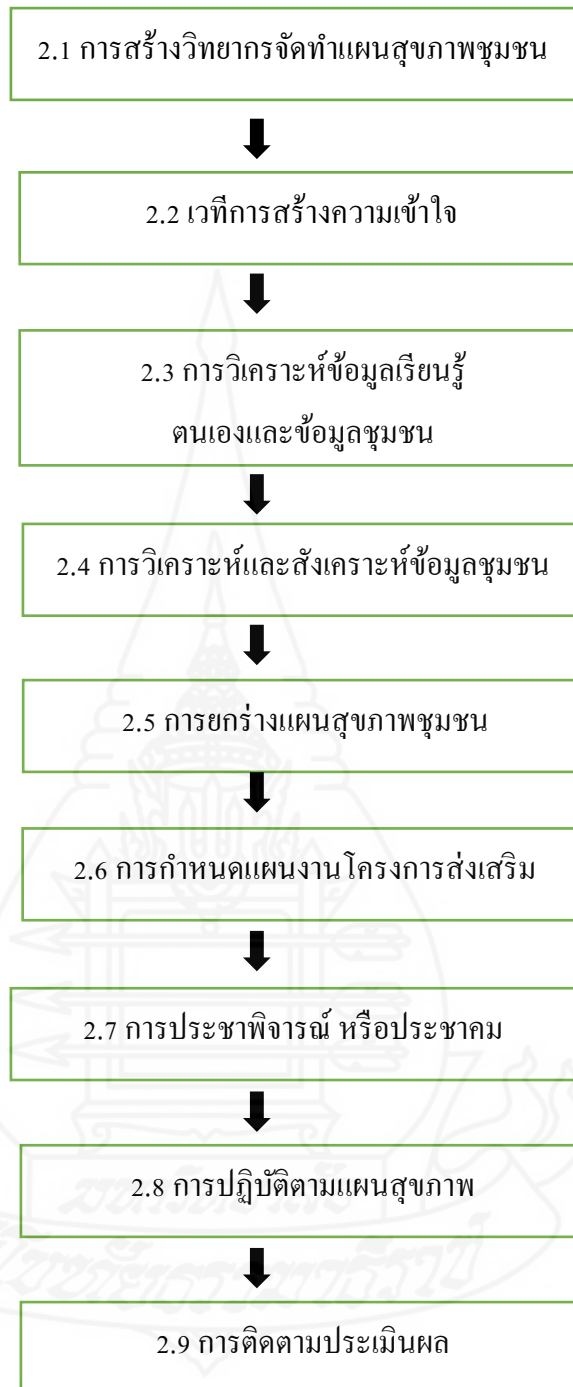 2.1 การสร้างวิทยากรจัดทำแผนสุขภาพชุมชน
2.2 เวทีการสร้างความเข้าใจ
2.3 การวิเคราะห์ข้อมูลเรียนรู้
ตนเองและข้อมูลชุมชน
2.4 การวิเคราะห์และสังเคราะห์ข้อมูลชุมชน
2.5 การยกร่างแผนสุขภาพชุมชน
2.6 การกำหนดแผนงานโครงการส่งเสริม
2.7 การประชาพิจารณ์ หรือประชาคม
2.8 การปฏิบัติตามแผนสุขภาพ
2.9 การติดตามประเมินผล